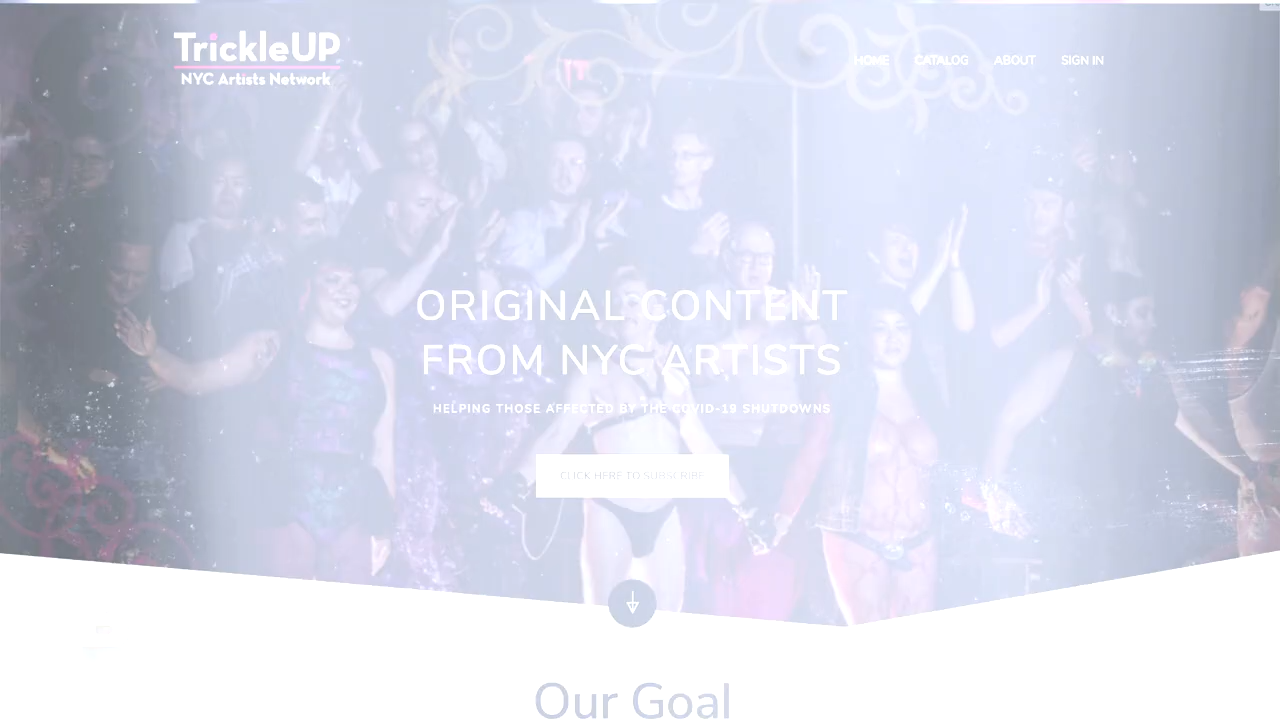 TrickleUP
NYC Artists Network
HOME
CATALOG
ABOUT
SIGN IN
ORIGINAL CONTENT
FROM NYC ARTISTS
HELPING THOSE AFFECTED BY THE COVID-19 SHUTDOWNS
CLICK HERE TO SUBSCRIBE
Our Goal